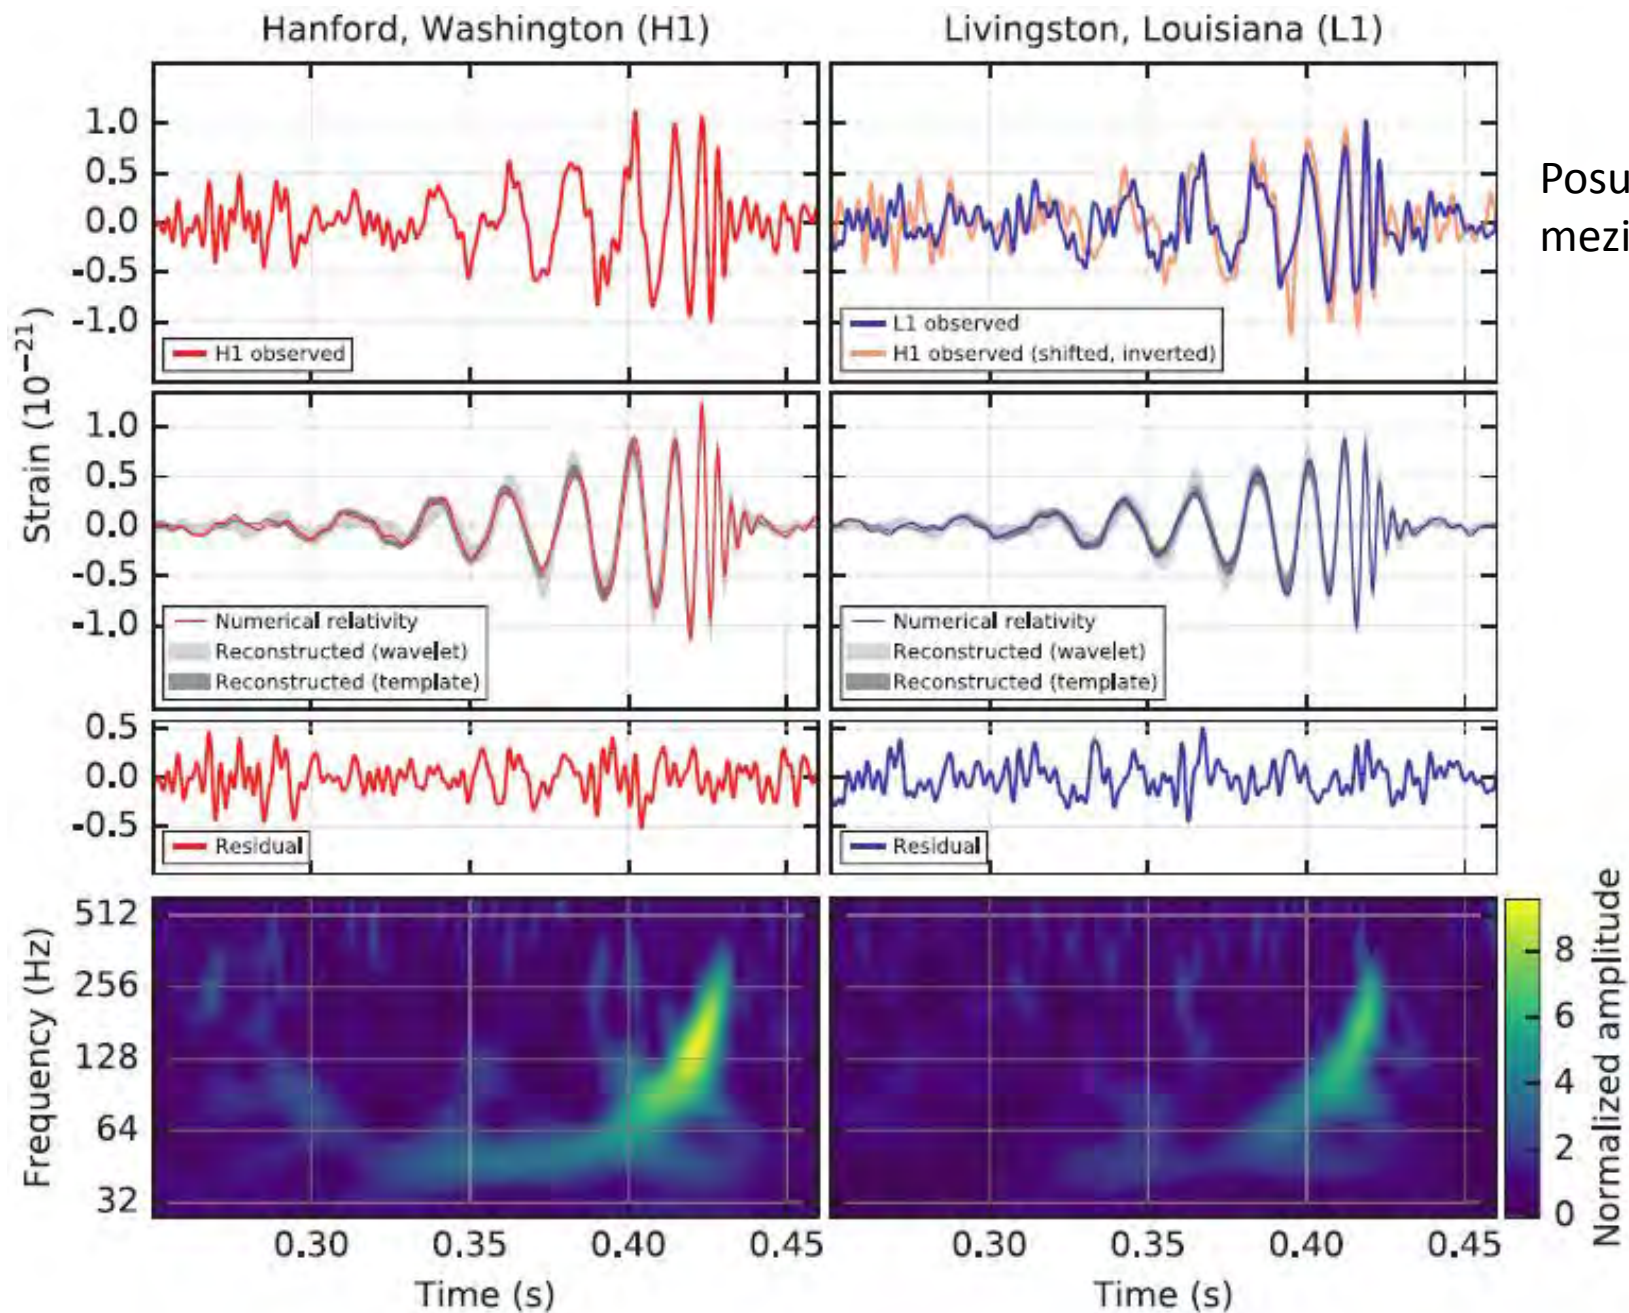 Hanford, Washington (H1)
Livingston, Louisiana (L1)
Strain (10⁻²¹)
1.0
0.5
0.0
-0.5
-1.0
H1 observed
L1 observed
H1 observed (shifted, inverted)
Posu
mezi
1.0
0.5
0.0
-0.5
-1.0
Numerical relativity
Reconstructed (wavelet)
Reconstructed (template)
Numerical relativity
Reconstructed (wavelet)
Reconstructed (template)
0.5
0.0
-0.5
Residual
Residual
Frequency (Hz)
512
256
128
64
32
Normalized amplitude
8
6
4
2
0
0.30 0.35 0.40 0.45
0.30 0.35 0.40 0.45
Time (s)
Time (s)